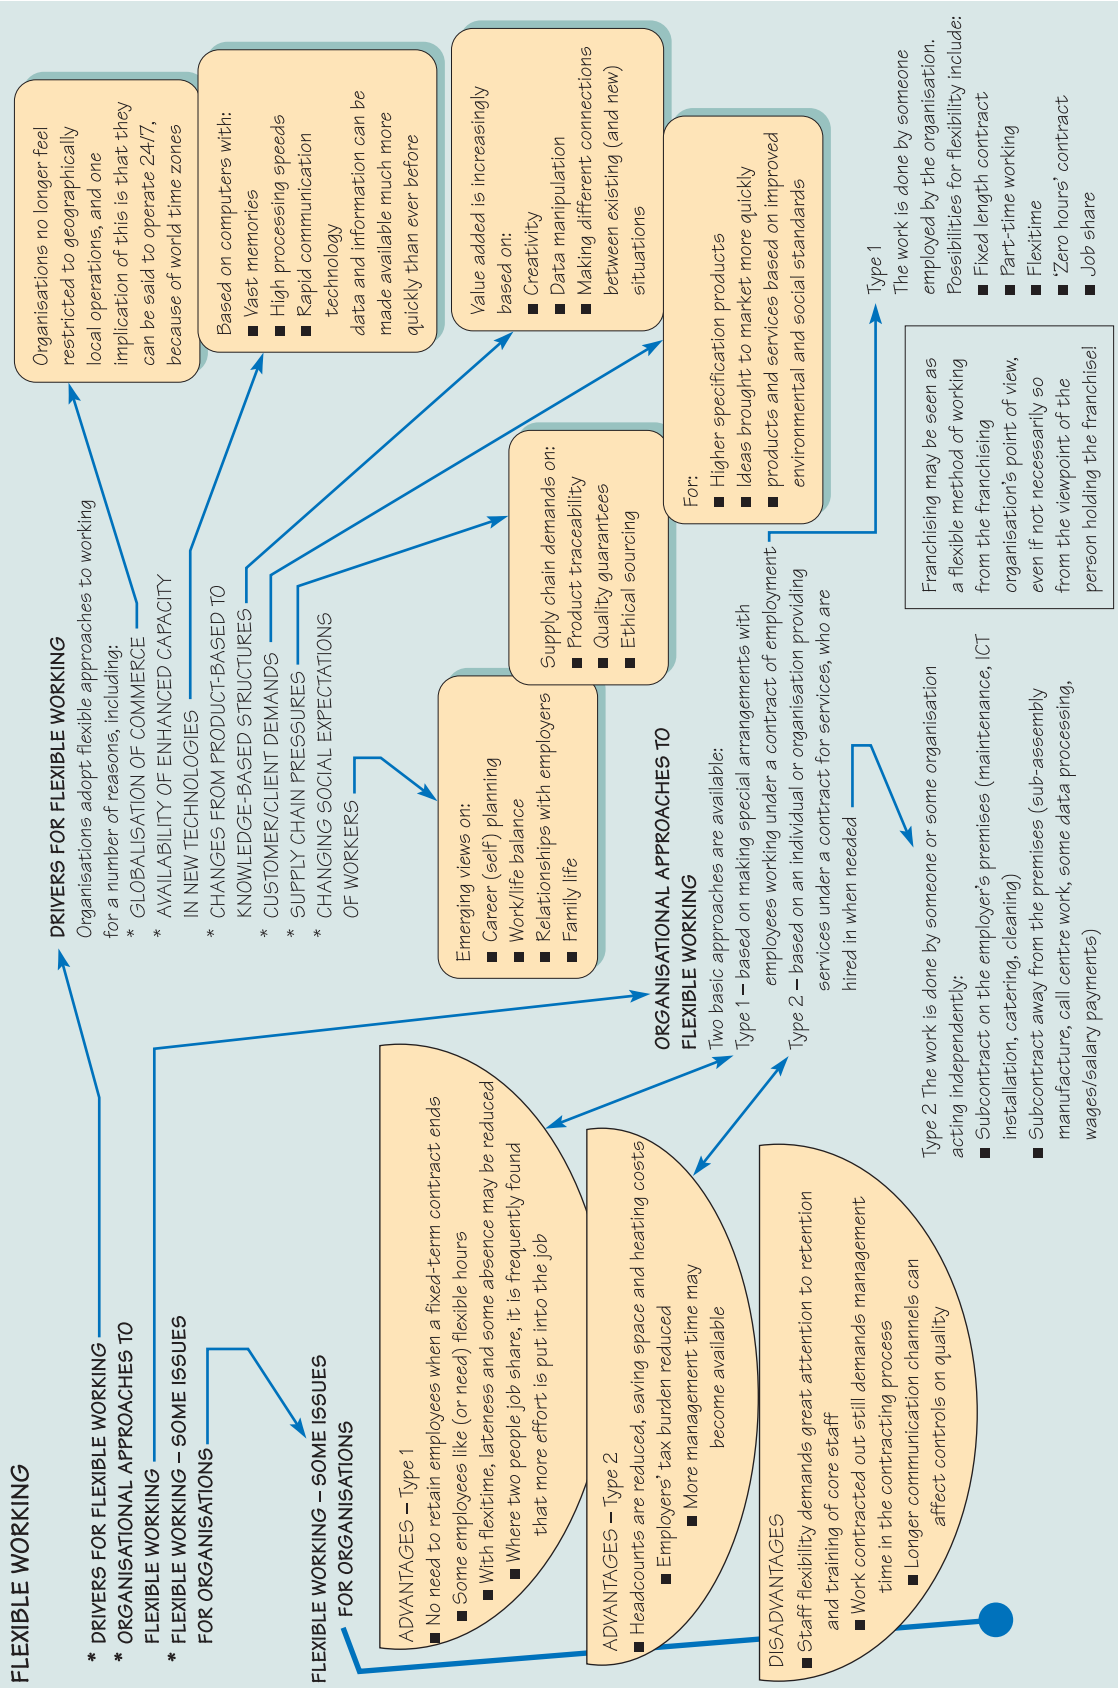 FLEXIBLE WORKING
* DRIVERS FOR FLEXIBLE WORKING
* ORGANISATIONAL APPROACHES TO
FLEXIBLE WORKING
* FLEXIBLE WORKING – SOME ISSUES
FOR ORGANISATIONS
DRIVERS FOR FLEXIBLE WORKING
Organisations adopt flexible approaches to working
for a number of reasons, including:
* GLOBALISATION OF COMMERCE
* AVAILABILITY OF ENHANCED CAPACITY
IN NEW TECHNOLOGIES
* CHANGES FROM PRODUCT-BASED TO
KNOWLEDGE-BASED STRUCTURES
* CUSTOMER/CLIENT DEMANDS
* SUPPLY CHAIN PRESSURES
* CHANGING SOCIAL EXPECTATIONS
OF WORKERS
Organisations no longer feel
restricted to geographically
local operations, and one
implication of this is that they
can be said to operate 24/7,
because of world time zones
Based on computers with:
■ Vast memories
■ High processing speeds
■ Rapid communication
technology
data and information can be
made available much more
quickly than ever before
Value added is increasingly
based on:
■ Creativity
■ Data manipulation
■ Making different connections
between existing (and new)
situations
For:
■ Higher specification products
■ Ideas brought to market more quickly
■ products and services based on improved
environmental and social standards
Supply chain demands on:
■ Product traceability
■ Quality guarantees
■ Ethical sourcing
Emerging views on:
■ Career (self) planning
■ Work/life balance
■ Relationships with employers
■ Family life
ORGANISATIONAL APPROACHES TO
FLEXIBLE WORKING
Two basic approaches are available:
Type 1 – based on making special arrangements with
employees working under a contract of employment
Type 2 – based on an individual or organisation providing
services under a contract for services, who are
hired in when needed
Type 1
The work is done by someone
employed by the organisation.
Possibilities for flexibility include:
■ Fixed length contract
■ Part-time working
■ Flexitime
■ ‘Zero hours’ contract
■ Job share
Franchising may be seen as
a flexible method of working
from the franchising
organisation’s point of view,
even if not necessarily so
from the viewpoint of the
person holding the franchise!
Type 2 The work is done by someone or some organisation
acting independently:
■ Subcontract on the employer’s premises (maintenance, ICT
installation, catering, cleaning)
■ Subcontract away from the premises (sub-assembly
manufacture, call centre work, some data processing,
wages/salary payments)
FLEXIBLE WORKING – SOME ISSUES
FOR ORGANISATIONS
ADVANTAGES – Type 1
■ No need to retain employees when a fixed-term contract ends
■ Some employees like (or need) flexible hours
■ With flexitime, lateness and some absence may be reduced
■ Where two people job share, it is frequently found
that more effort is put into the job
ADVANTAGES – Type 2
■ Headcounts are reduced, saving space and heating costs
■ Employers’ tax burden reduced
■ More management time may
become available
DISADVANTAGES
■ Staff flexibility demands great attention to retention
and training of core staff
■ Work contracted out still demands management
time in the contracting process
■ Longer communication channels can
affect controls on quality